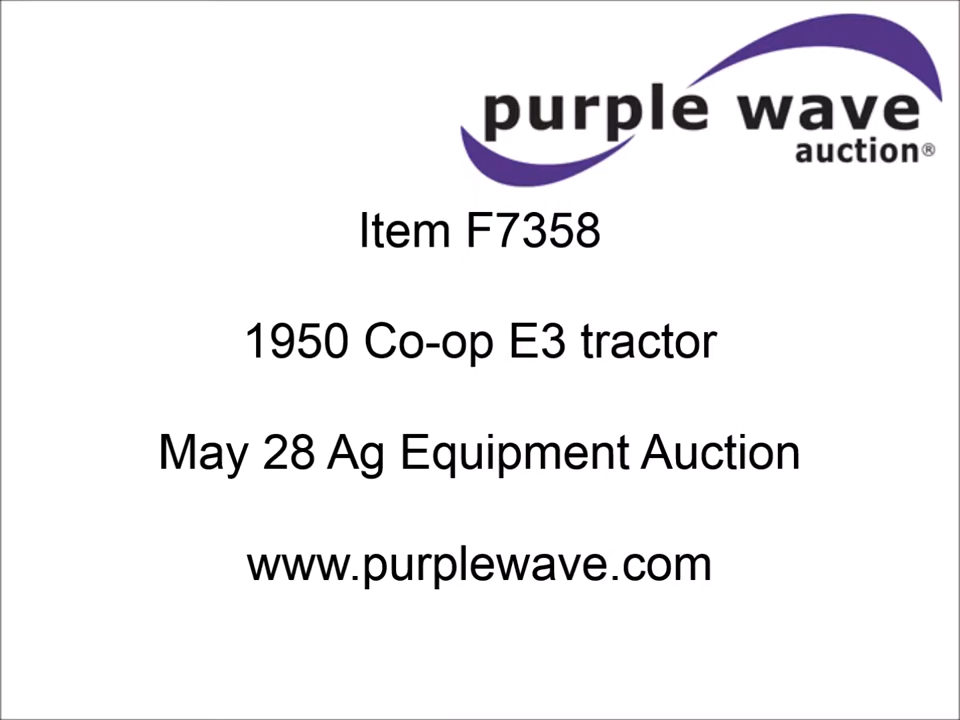 purple wave
auction®
Item F7358
1950 Co-op E3 tractor
May 28 Ag Equipment Auction
www.purplewave.com